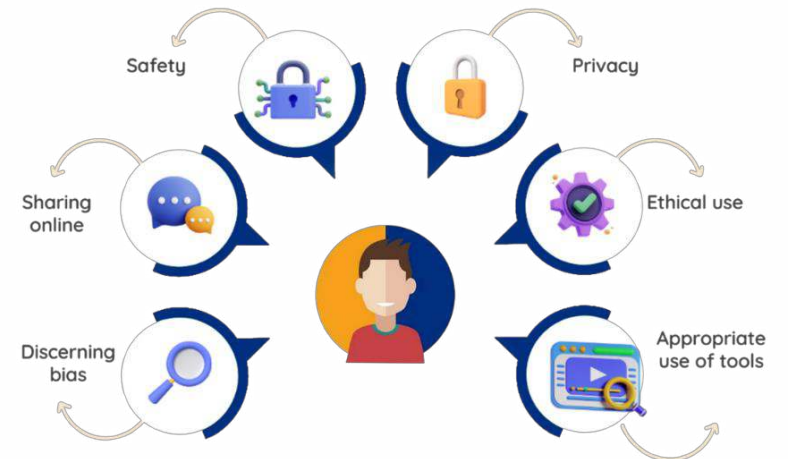 Safety
Privacy
Sharing
online
Ethical use
Discerning
bias
Appropriate
use of tools